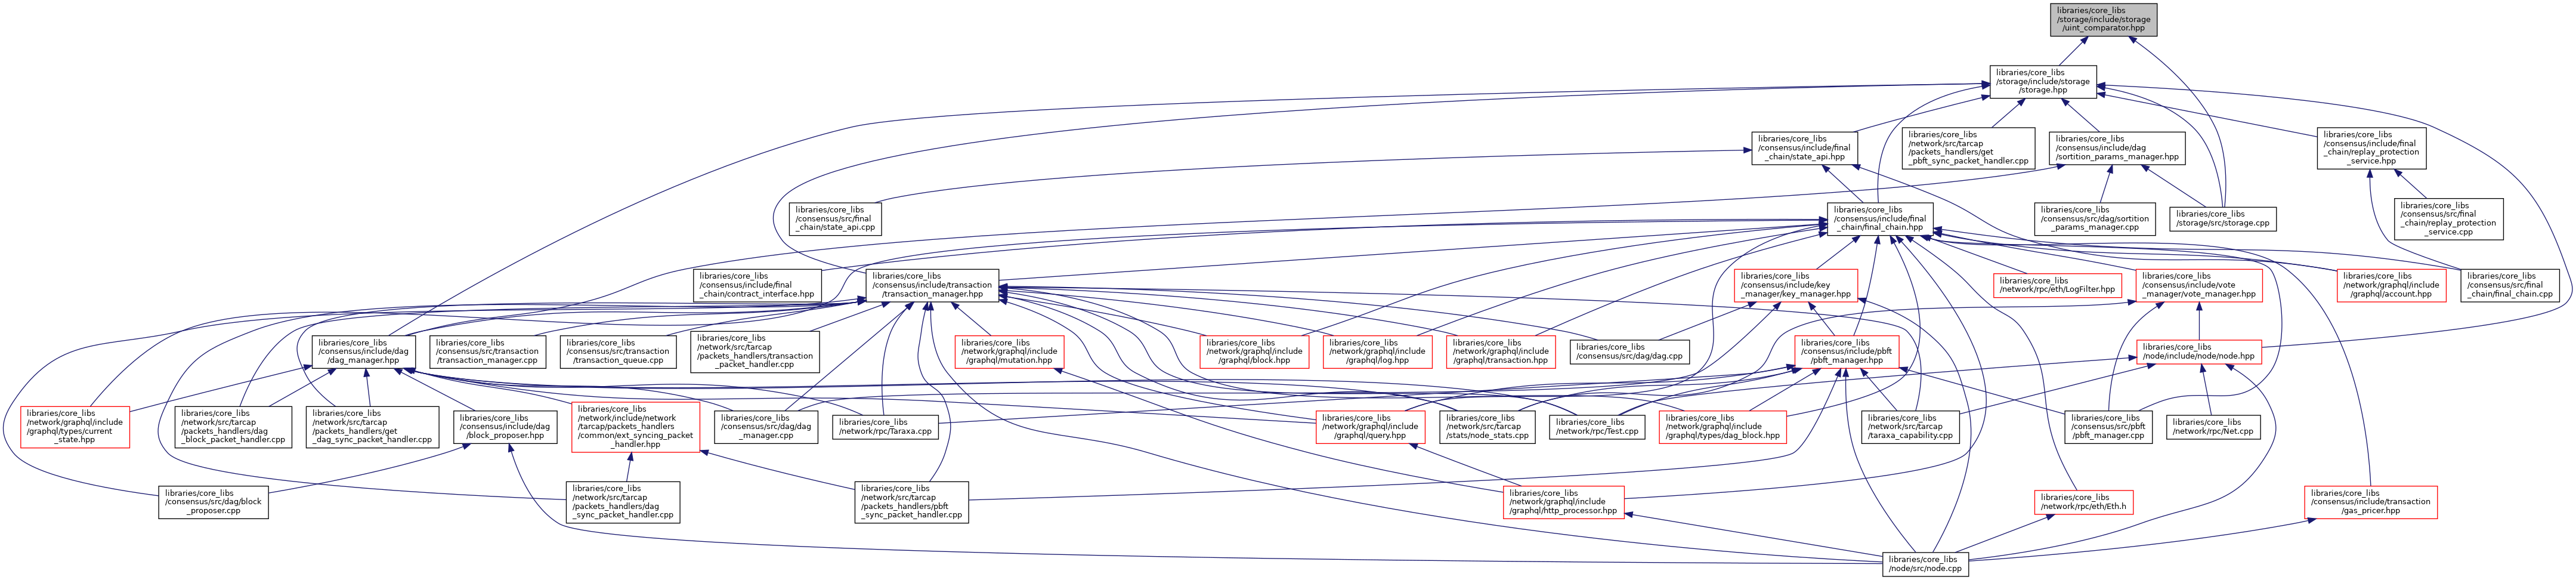 libraries/core_libs
/storage/include/storage
/uint_comparator.hpp
libraries/core_libs
/storage/include/storage
/storage.hpp
libraries/core_libs
/consensus/include/final
_chain/state_api.hpp
libraries/core_libs
/network/src/tarcap
/packets_handlers/get
_pbft_sync_packet_handler.cpp
libraries/core_libs
/consensus/include/dag
/sortition_params_manager.hpp
libraries/core_libs
/consensus/include/final
_chain/replay_protection
_service.hpp
libraries/core_libs
/consensus/src/final
_chain/state_api.cpp
libraries/core_libs
/consensus/include/final
_chain/final_chain.hpp
libraries/core_libs
/consensus/src/dag/sortition
_params_manager.cpp
libraries/core_libs
/storage/src/storage.cpp
libraries/core_libs
/consensus/src/final
_chain/replay_protection
_service.cpp
libraries/core_libs
/consensus/include/final
_chain/contract_interface.hpp
libraries/core_libs
/consensus/include/transaction
/transaction_manager.hpp
libraries/core_libs
/consensus/include/key
_manager/key_manager.hpp
libraries/core_libs
/network/rpc/eth/LogFilter.hpp
libraries/core_libs
/consensus/include/vote
_manager/vote_manager.hpp
libraries/core_libs
/network/graphql/include
/graphql/account.hpp
libraries/core_libs
/consensus/src/final
_chain/final_chain.cpp
libraries/core_libs
/consensus/include/dag
/dag_manager.hpp
libraries/core_libs
/consensus/src/transaction
/transaction_manager.cpp
libraries/core_libs
/consensus/src/transaction
/transaction_queue.cpp
libraries/core_libs
/network/src/tarcap
/packets_handlers/transaction
_packet_handler.cpp
libraries/core_libs
/network/graphql/include
/graphql/mutation.hpp
libraries/core_libs
/network/graphql/include
/graphql/block.hpp
libraries/core_libs
/network/graphql/include
/graphql/log.hpp
libraries/core_libs
/network/graphql/include
/graphql/transaction.hpp
libraries/core_libs
/consensus/src/dag/dag.cpp
libraries/core_libs
/consensus/include/pbft
/pbft_manager.hpp
libraries/core_libs
/node/include/node/node.hpp
libraries/core_libs
/network/graphql/include
/graphql/types/current
_state.hpp
libraries/core_libs
/network/src/tarcap
/packets_handlers/dag
_block_packet_handler.cpp
libraries/core_libs
/network/src/tarcap
/packets_handlers/get
_dag_sync_packet_handler.cpp
libraries/core_libs
/consensus/include/dag
/block_proposer.hpp
libraries/core_libs
/network/include/network
/tarcap/packets_handlers
/common/ext_syncing_packet
_handler.hpp
libraries/core_libs
/consensus/src/dag/dag
_manager.cpp
libraries/core_libs
/network/rpc/Taraxa.cpp
libraries/core_libs
/network/graphql/include
/graphql/query.hpp
libraries/core_libs
/network/src/tarcap
/stats/node_stats.cpp
libraries/core_libs
/network/rpc/Test.cpp
libraries/core_libs
/network/graphql/include
/graphql/types/dag_block.hpp
libraries/core_libs
/network/src/tarcap
/taraxa_capability.cpp
libraries/core_libs
/consensus/src/pbft
/pbft_manager.cpp
libraries/core_libs
/network/rpc/Net.cpp
libraries/core_libs
/consensus/src/dag/block
_proposer.cpp
libraries/core_libs
/network/src/tarcap
/packets_handlers/dag
_sync_packet_handler.cpp
libraries/core_libs
/network/src/tarcap
/packets_handlers/pbft
_sync_packet_handler.cpp
libraries/core_libs
/network/graphql/include
/graphql/http_processor.hpp
libraries/core_libs
/network/rpc/eth/Eth.h
libraries/core_libs
/consensus/include/transaction
/gas_pricer.hpp
libraries/core_libs
/node/src/node.cpp